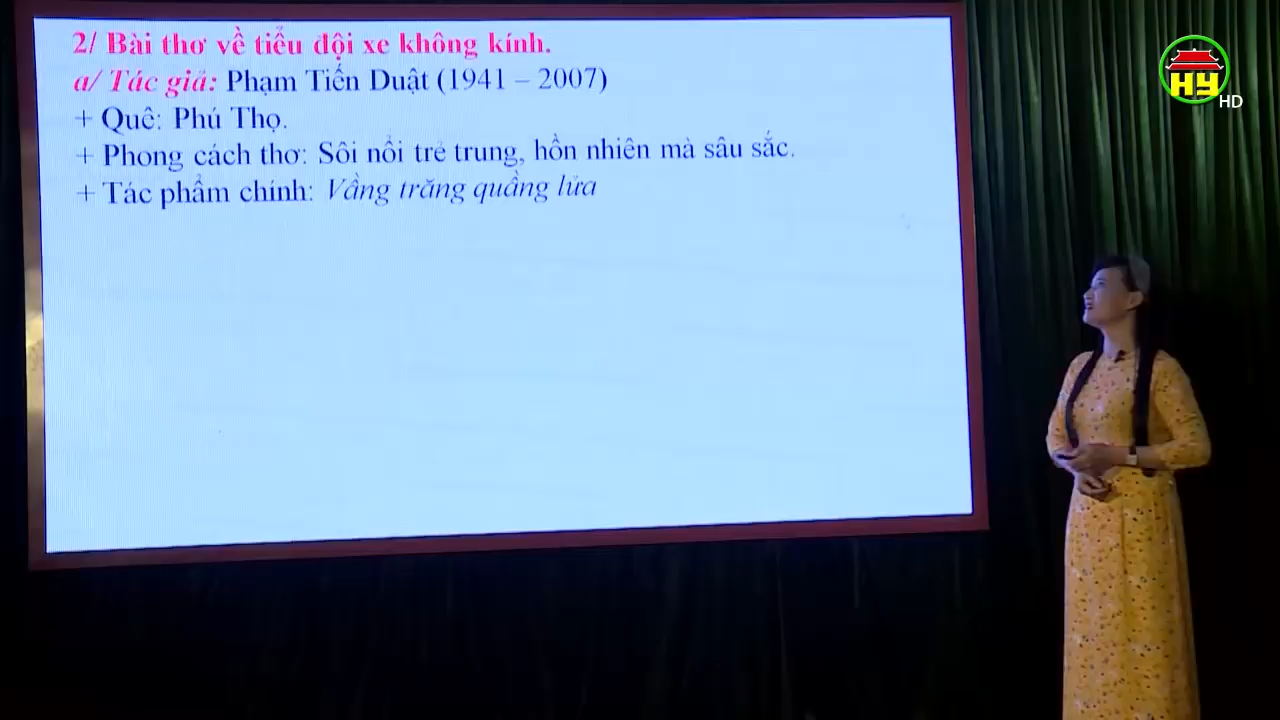 2/ Bài thơ về tiểu đội xe không kính.
a/ Tác giả: Phạm Tiến Duật (1941 – 2007)
+ Quê: Phú Thọ.
+ Phong cách thơ: Sôi nổi trẻ trung, hồn nhiên mà sâu sắc.
+ Tác phẩm chính: Vầng trăng quầng lửa
HY
HD